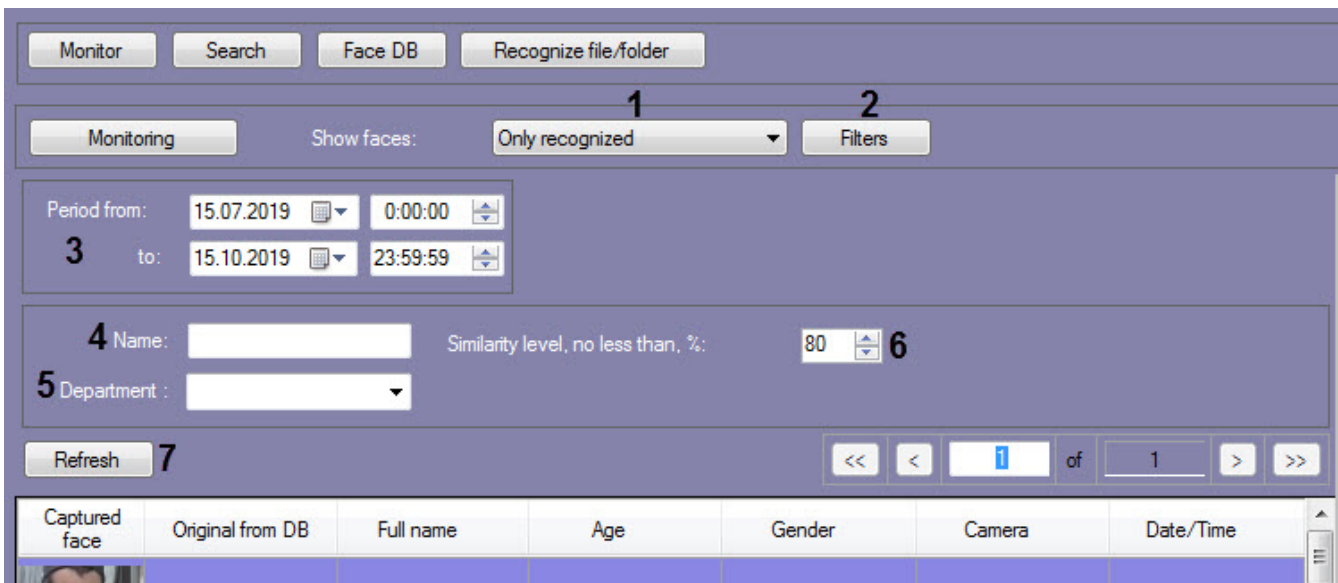 Monitor Search Face DB Recognize file/folder
1 2
Monitoring Show faces: Only recognized Filters
Period from: 15.07.2019 0:00:00
3 to: 15.10.2019 23:59:59
4 Name: Similarity level, no less than, %: 80 6
5 Department :
Refresh 7 << < 1 of 1 > >>
Captured face Original from DB Full name Age Gender Camera Date/Time